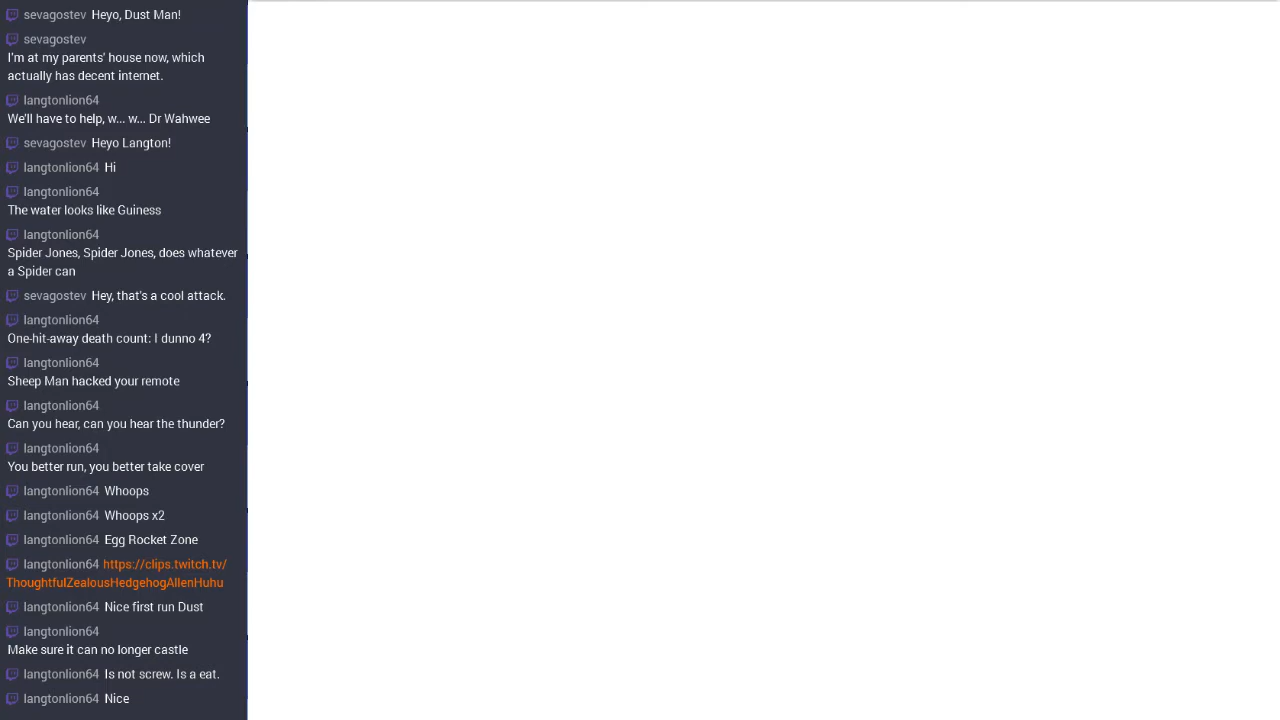 sevagostev Heyo, Dust Man!
sevagostev
I'm at my parents' house now, which
actually has decent internet.
langtonlion64
We'll have to help, w... w... Dr Wahwee
sevagostev Heyo Langton!
langtonlion64 Hi
langtonlion64
The water looks like Guiness
langtonlion64
Spider Jones, Spider Jones, does whatever
a Spider can
sevagostev Hey, that's a cool attack.
langtonlion64
One-hit-away death count: I dunno 4?
langtonlion64
Sheep Man hacked your remote
langtonlion64
Can you hear, can you hear the thunder?
langtonlion64
You better run, you better take cover
langtonlion64 Whoops
langtonlion64 Whoops x2
langtonlion64 Egg Rocket Zone
langtonlion64 https://clips.twitch.tv/
ThoughtfulZealousHedgehogAllenHuhu
langtonlion64 Nice first run Dust
langtonlion64
Make sure it can no longer castle
langtonlion64 Is not screw. Is a eat.
langtonlion64 Nice